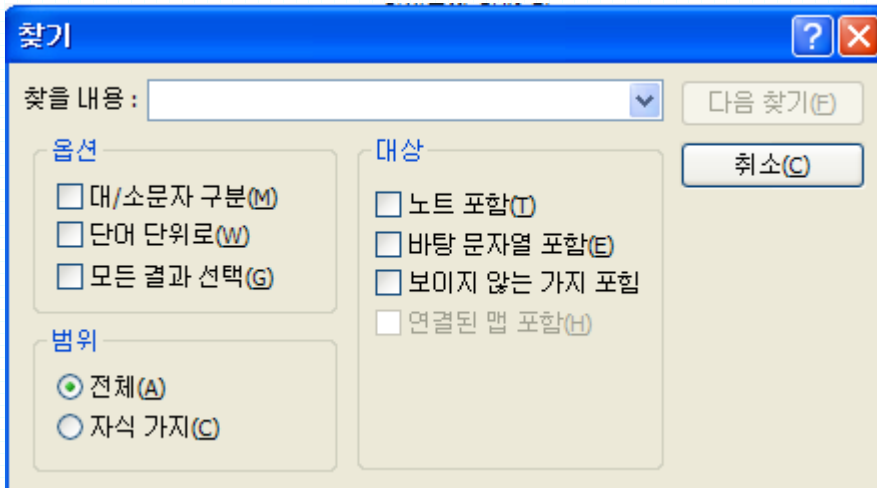 찾기
찾을 내용 :
다음 찾기(F)
취소(C)
옵션
대/소문자 구분(M)
단어 단위로(W)
모든 결과 선택(G)
범위
전체(A)
자식 가지(C)
대상
노트 포함(T)
바탕 문자열 포함(E)
보이지 않는 가지 포힘
연결된 맵 포함(H)